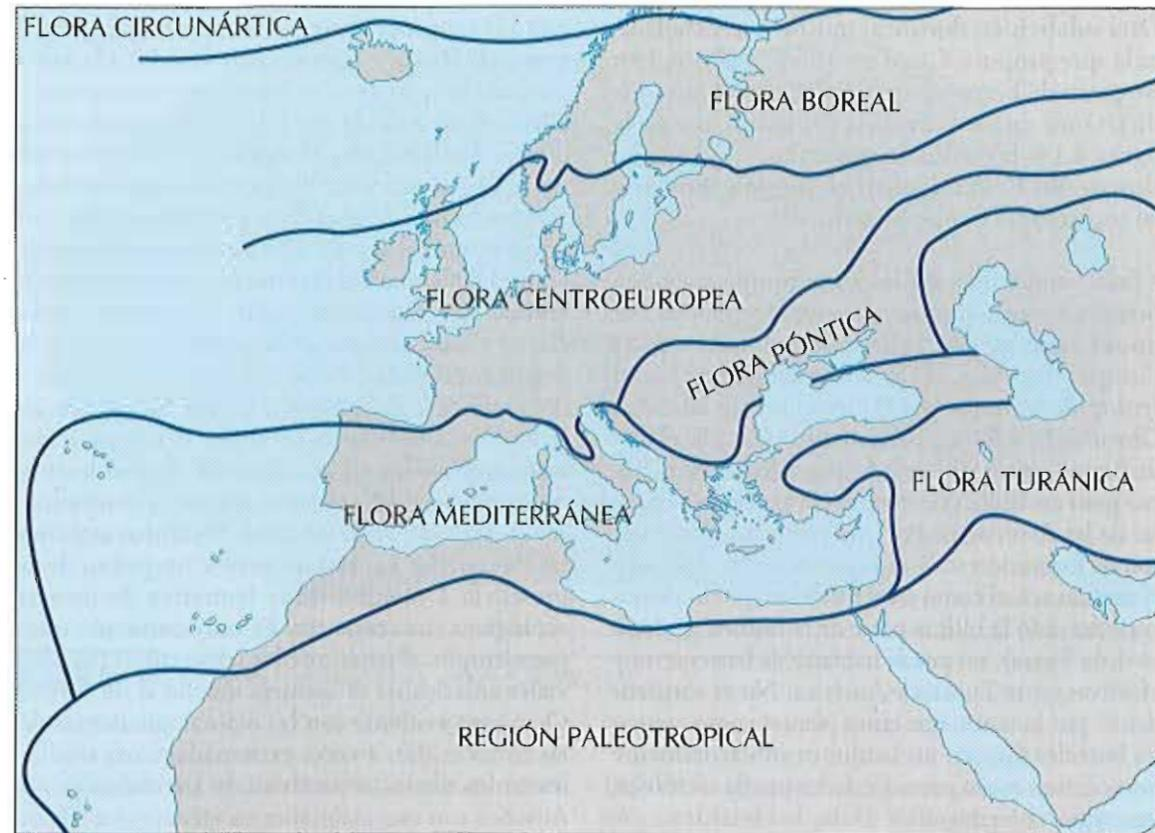 FLORA CIRCUNÁRTICA
FLORA BOREAL
FLORA CENTROEUROPEA
FLORA PÓNTICA
FLORA TURÁNICA
FLORA MEDITERRÁNEA
REGIÓN PALEOTROPICAL